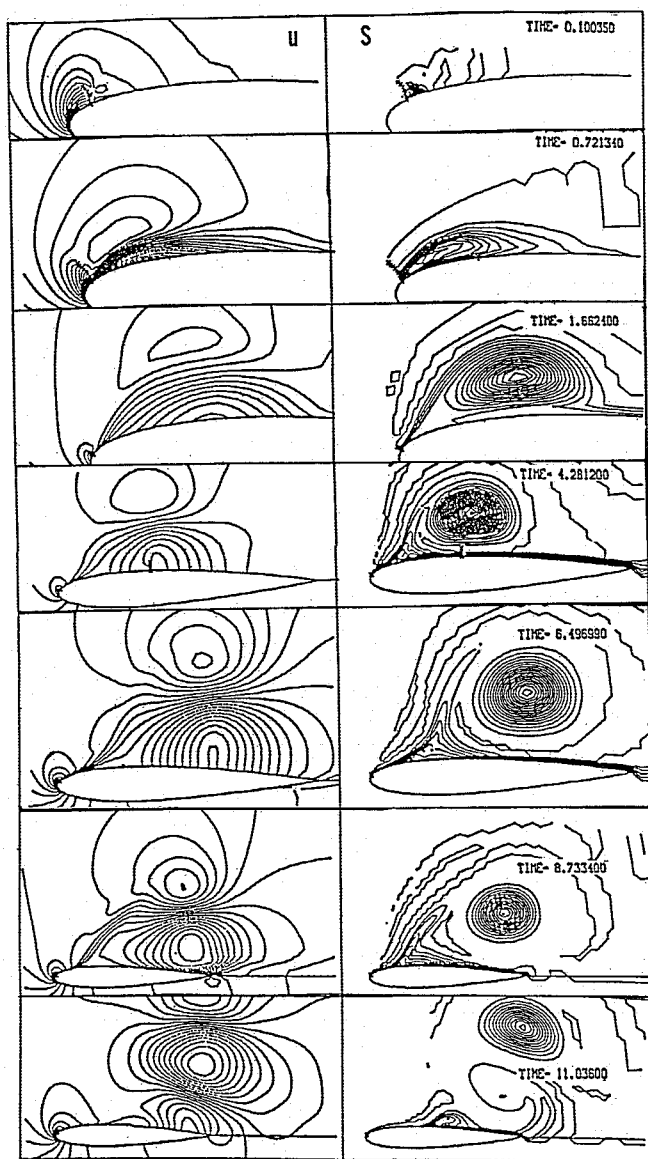 u S
TIME= 0.100350
TIME= 0.721340
TIME= 1.662400
TIME= 4.281200
TIME= 6.496990
TIME= 8.733400
TIME= 11.03600